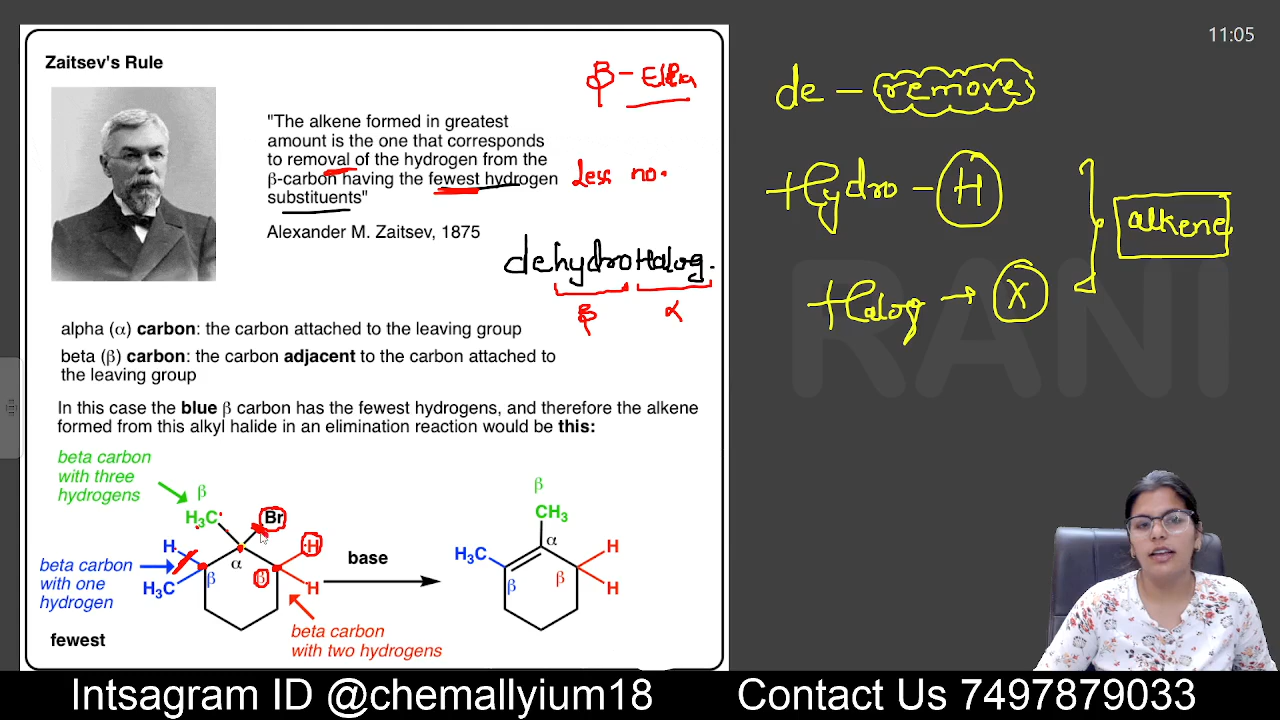 11:05
Zaitsev's Rule
"The alkene formed in greatest
amount is the one that corresponds
to removal of the hydrogen from the
β-carbon having the fewest hydrogen
substituents"
Alexander M. Zaitsev, 1875
β -
less no.
dehydroHalog.
β α
alpha (α) carbon: the carbon attached to the leaving group
beta (β) carbon: the carbon adjacent to the carbon attached to
the leaving group
In this case the blue β carbon has the fewest hydrogens, and therefore the alkene
formed from this alkyl halide in an elimination reaction would be this:
beta carbon
with three
hydrogens
β
H3C
Br
H
H
α
β
β
H3C
H
beta carbon
with one
hydrogen
fewest
beta carbon
with two hydrogens
base
β
CH3
α
H3C
H
β
β
H
de – remove
Hydro – H
Halog → X
alkene
RANI
Intsagram ID @chemallyium18 Contact Us 7497879033